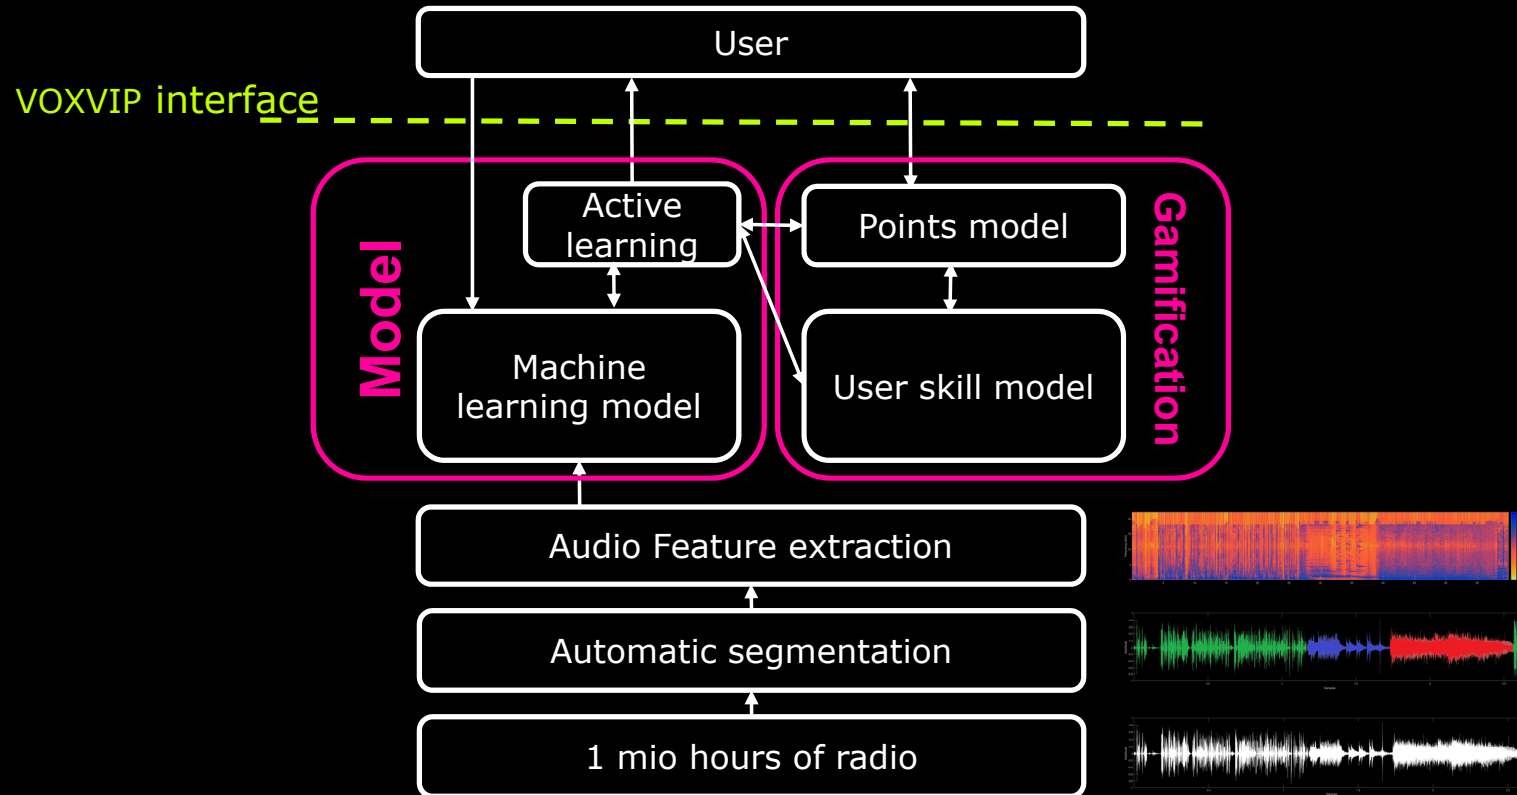 User
VOXVIP interface
Active
learning
Points model
Model
Gamification
Machine
learning model
User skill model
Audio Feature extraction
Automatic segmentation
1 mio hours of radio